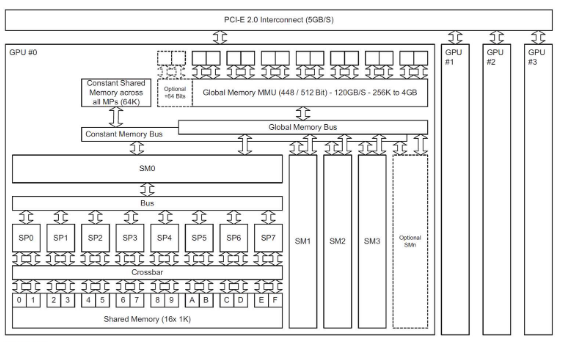 PCI-E 2.0 Interconnect (5GB/S)
GPU #0
GPU
#1
GPU
#2
GPU
#3
Constant Shared
Memory across
all MPs (64K)
Optional
+64 Bits
Global Memory MMU (448 / 512 Bit) - 120GB/S - 256K to 4GB
Global Memory Bus
Constant Memory Bus
SM0
Bus
SP0 SP1 SP2 SP3 SP4 SP5 SP6 SP7
SM1 SM2 SM3
Optional
SMn
Crossbar
0 1 2 3 4 5 6 7 8 9 A B C D E F
Shared Memory (16x 1K)